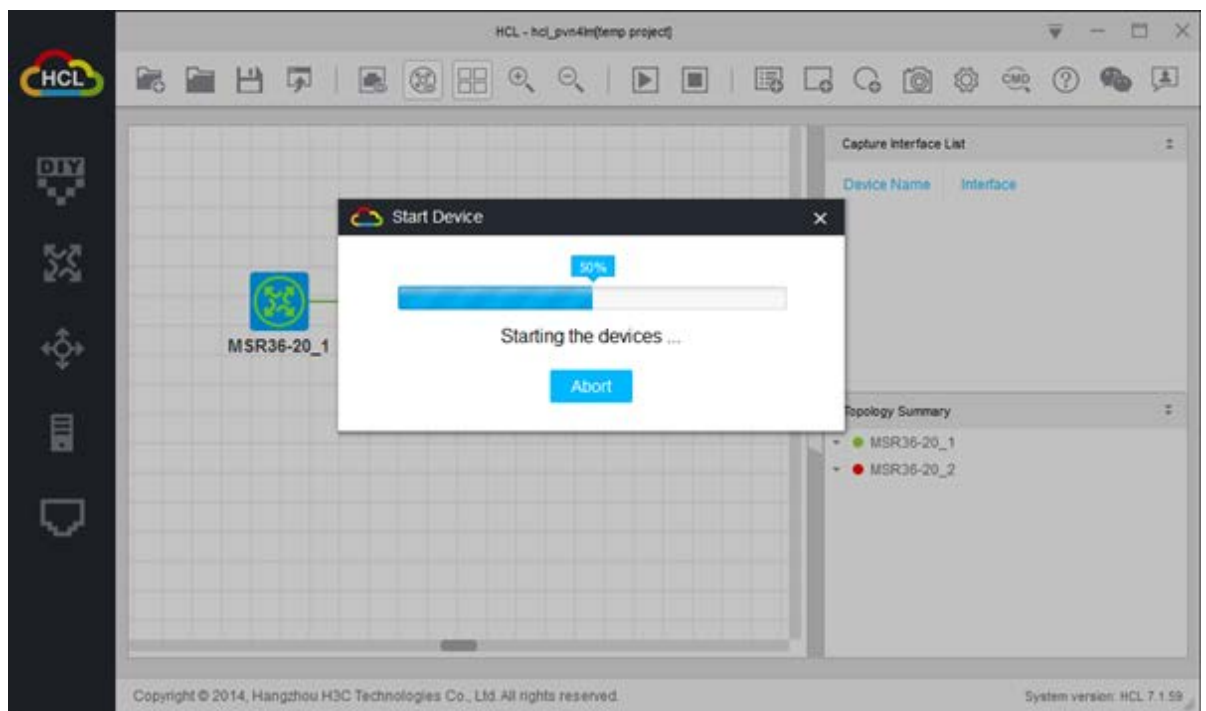 HCL - hcl_pvn4lm[temp project]
HCL
CMD
DIY
Capture Interface List
Device Name Interface
Start Device
50%
Starting the devices ...
Abort
MSR36-20_1
Topology Summary
MSR36-20_1
MSR36-20_2
Copyright © 2014, Hangzhou H3C Technologies Co., Ltd. All rights reserved.
System version: HCL 7.1.59